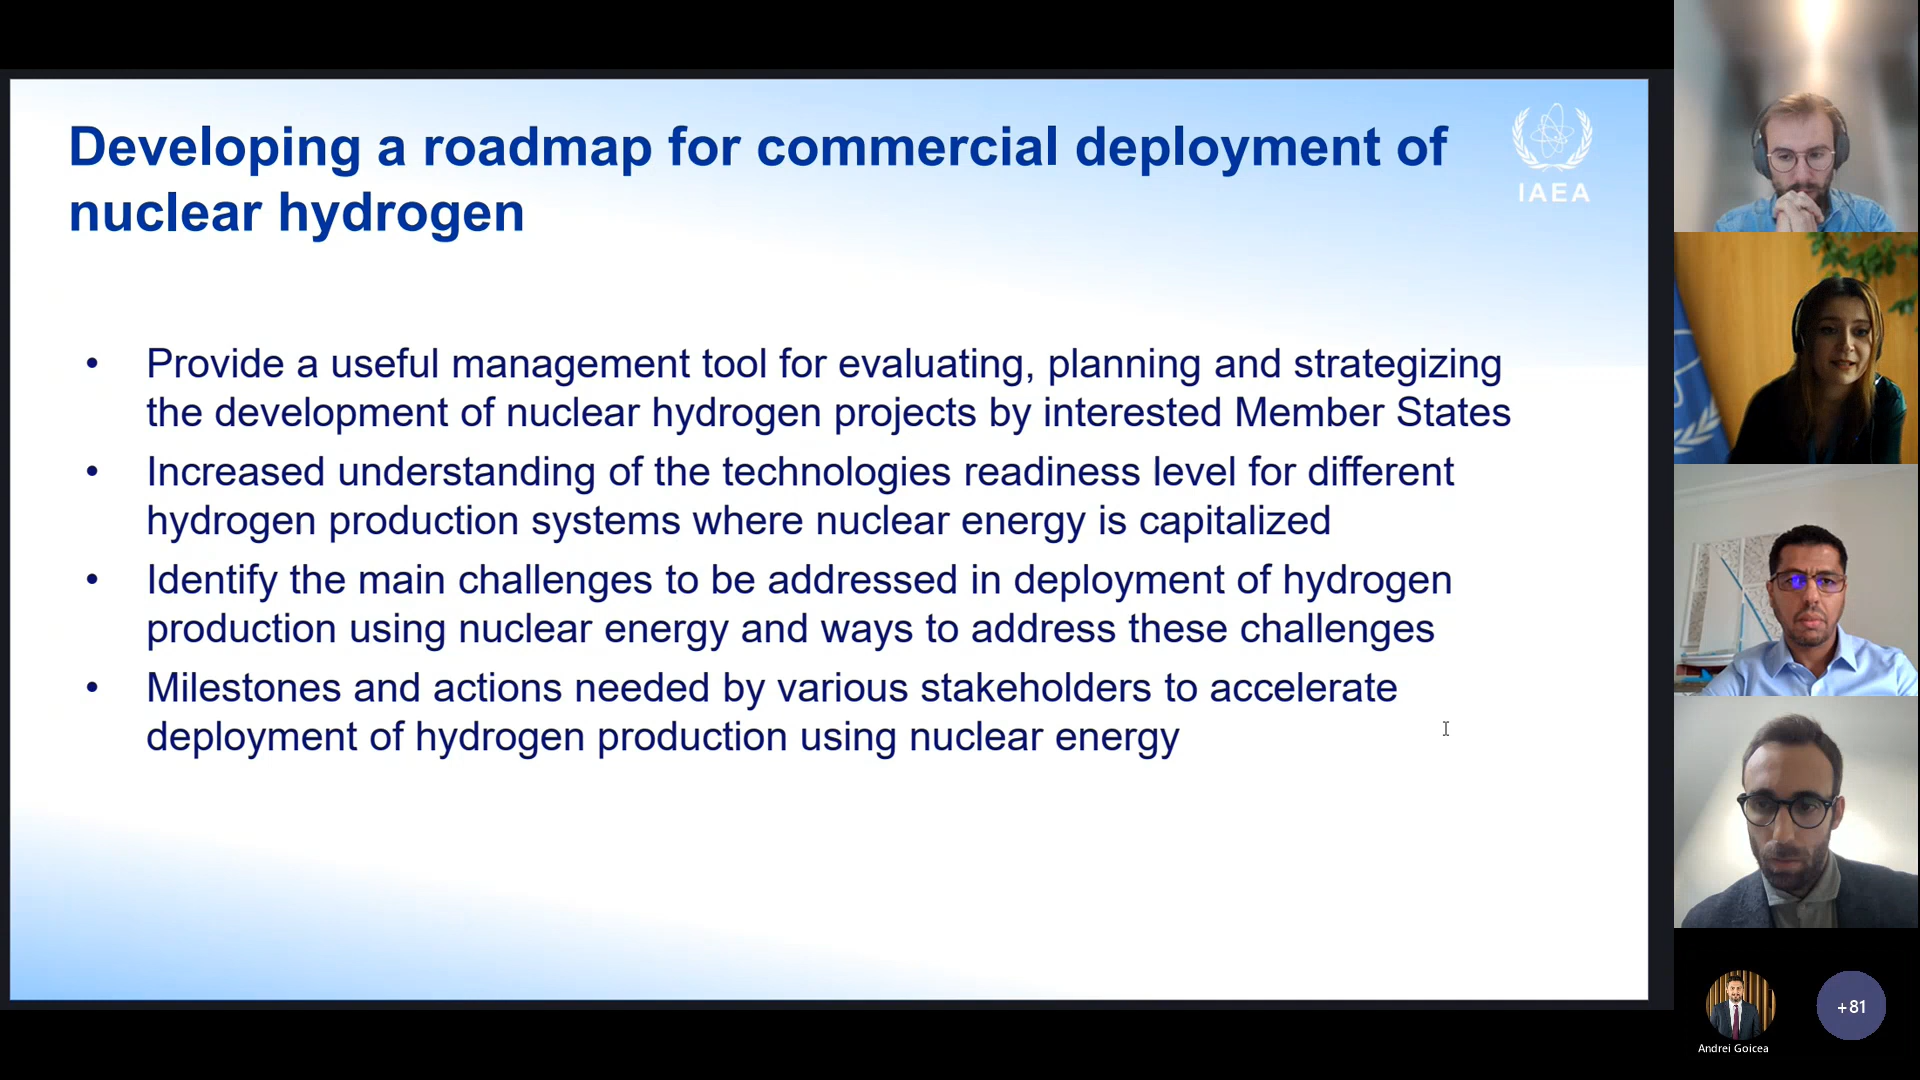 Developing a roadmap for commercial deployment of
nuclear hydrogen
IAEA
• Provide a useful management tool for evaluating, planning and strategizing
the development of nuclear hydrogen projects by interested Member States
• Increased understanding of the technologies readiness level for different
hydrogen production systems where nuclear energy is capitalized
• Identify the main challenges to be addressed in deployment of hydrogen
production using nuclear energy and ways to address these challenges
• Milestones and actions needed by various stakeholders to accelerate
deployment of hydrogen production using nuclear energy
+81
Andrei Goicea